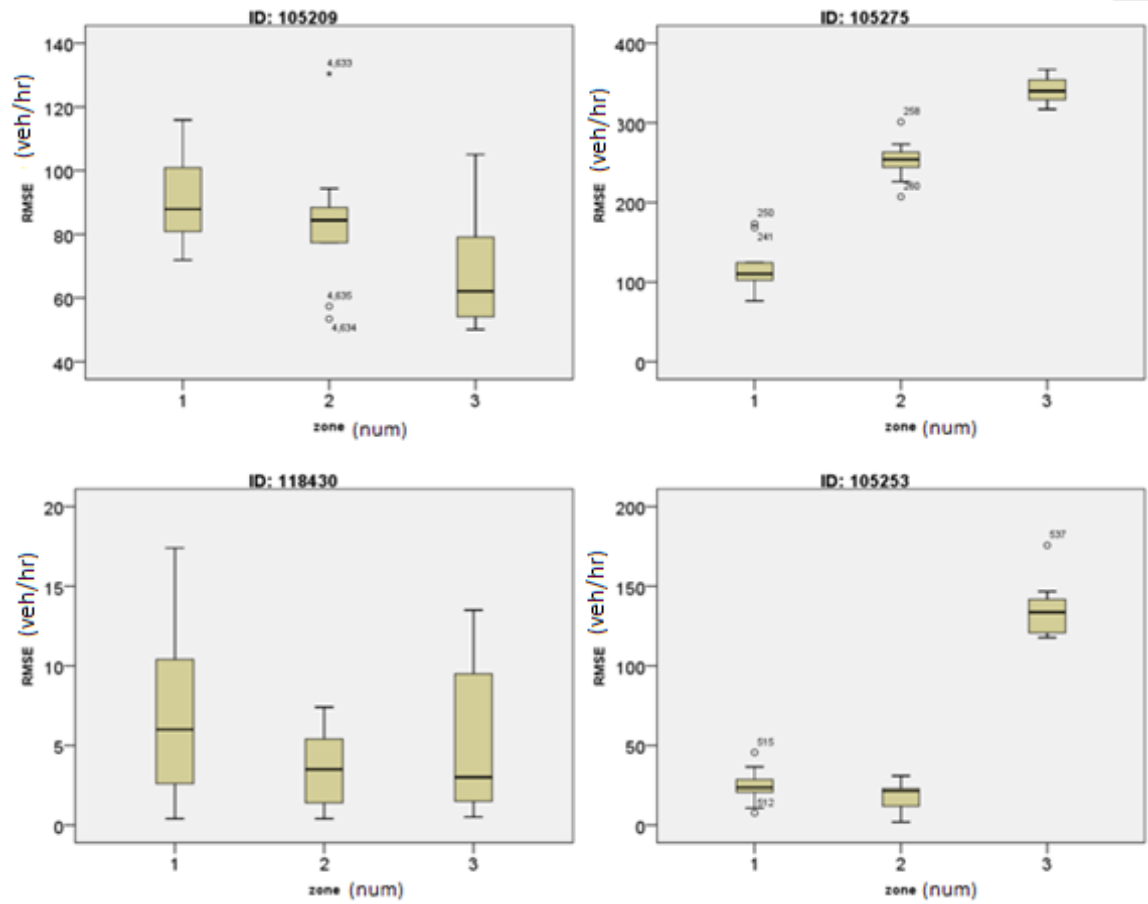 ID: 105209
140
120
100
80
60
40
RMSE (veh/hr)
4,633
4,635
4,634
1 2 3
zone (num)
ID: 105275
400
300
200
100
0
RMSE (veh/hr)
250
241
258
260
1 2 3
zone (num)
ID: 118430
20
15
10
5
0
RMSE (veh/hr)
1 2 3
zone (num)
ID: 105253
200
150
100
50
0
RMSE (veh/hr)
515
512
537
1 2 3
zone (num)